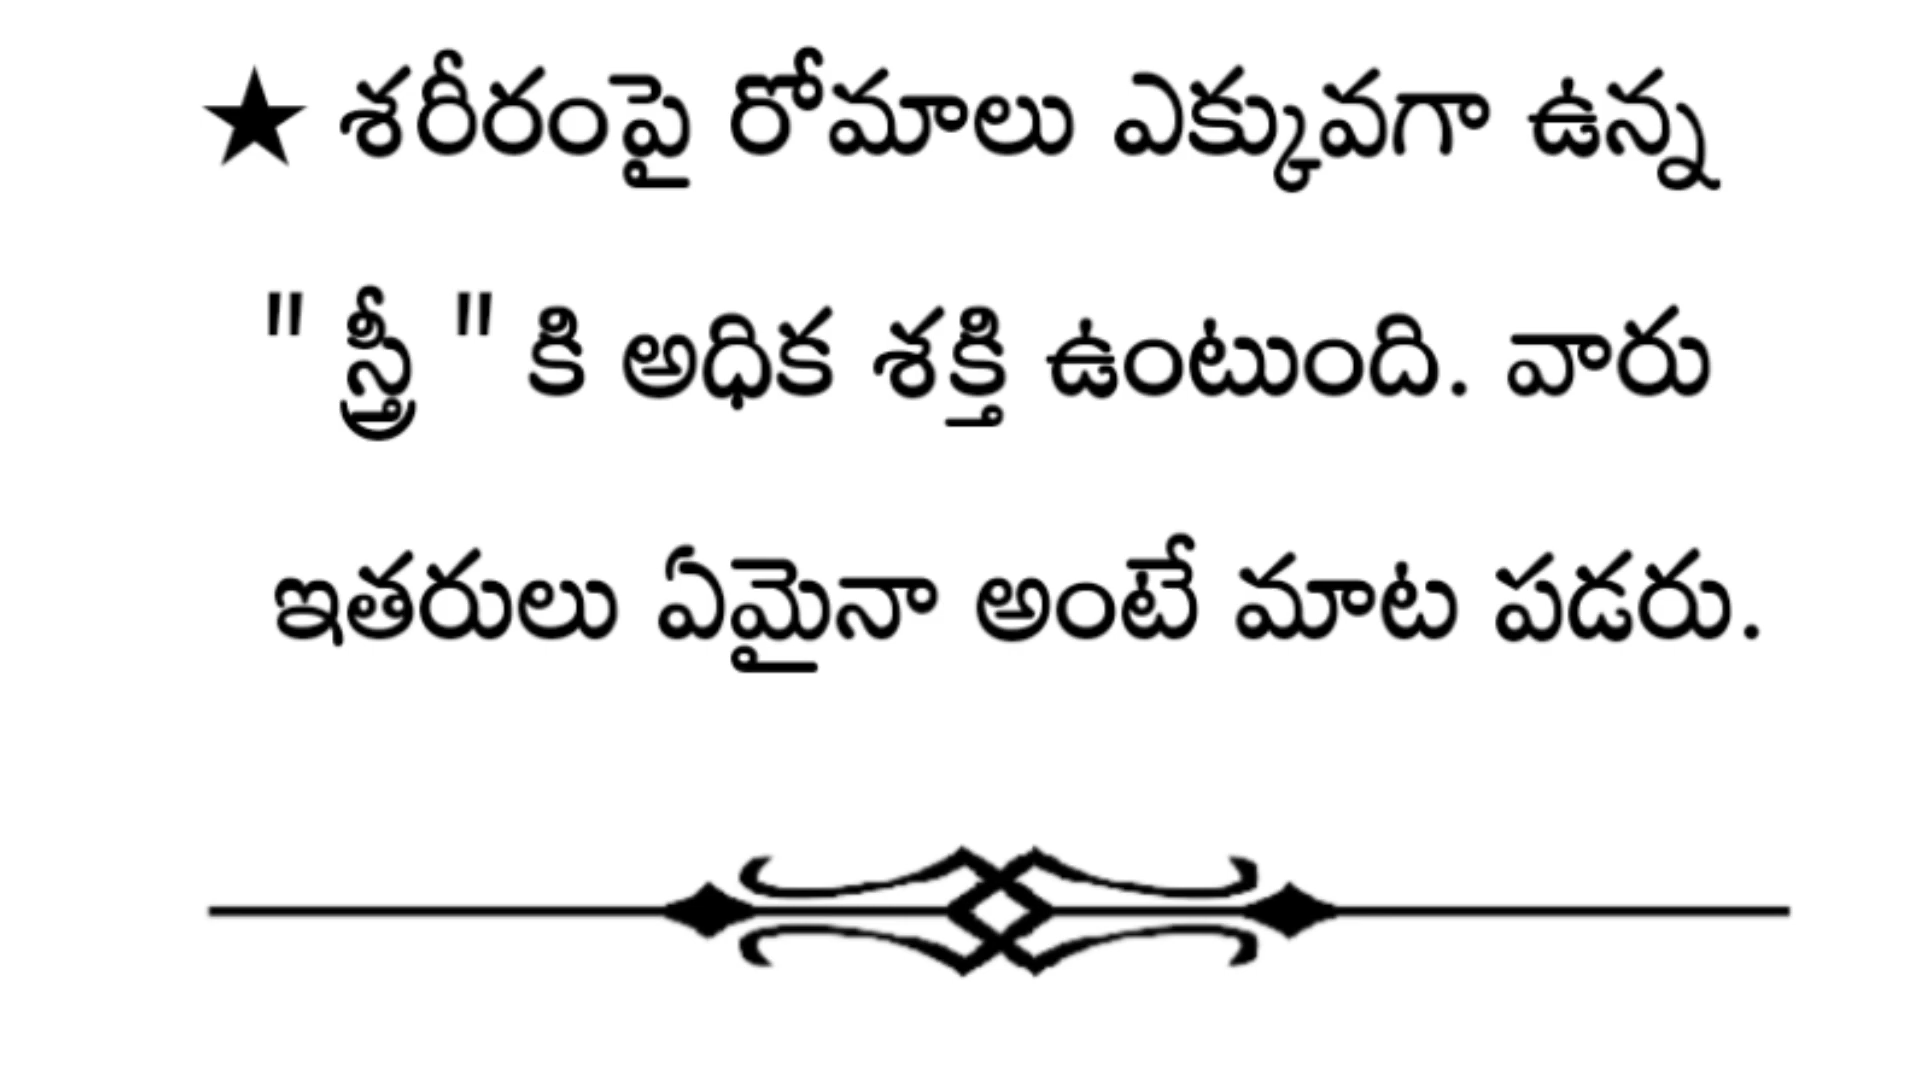 ★ శరీరంపై రోమాలు ఎక్కువగా ఉన్న
" స్త్రీ " కి అధిక శక్తి ఉంటుంది. వారు
ఇతరులు ఏమైనా అంటే మాట పడరు.